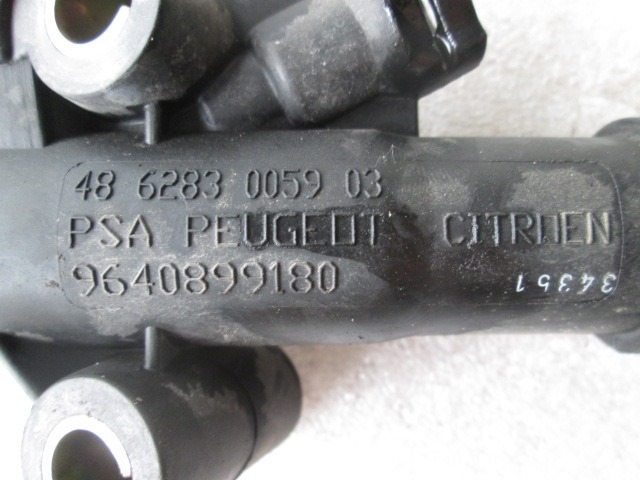 48 6283 0059 03
PSA PEUGEOT CITROEN
9640899180
34351